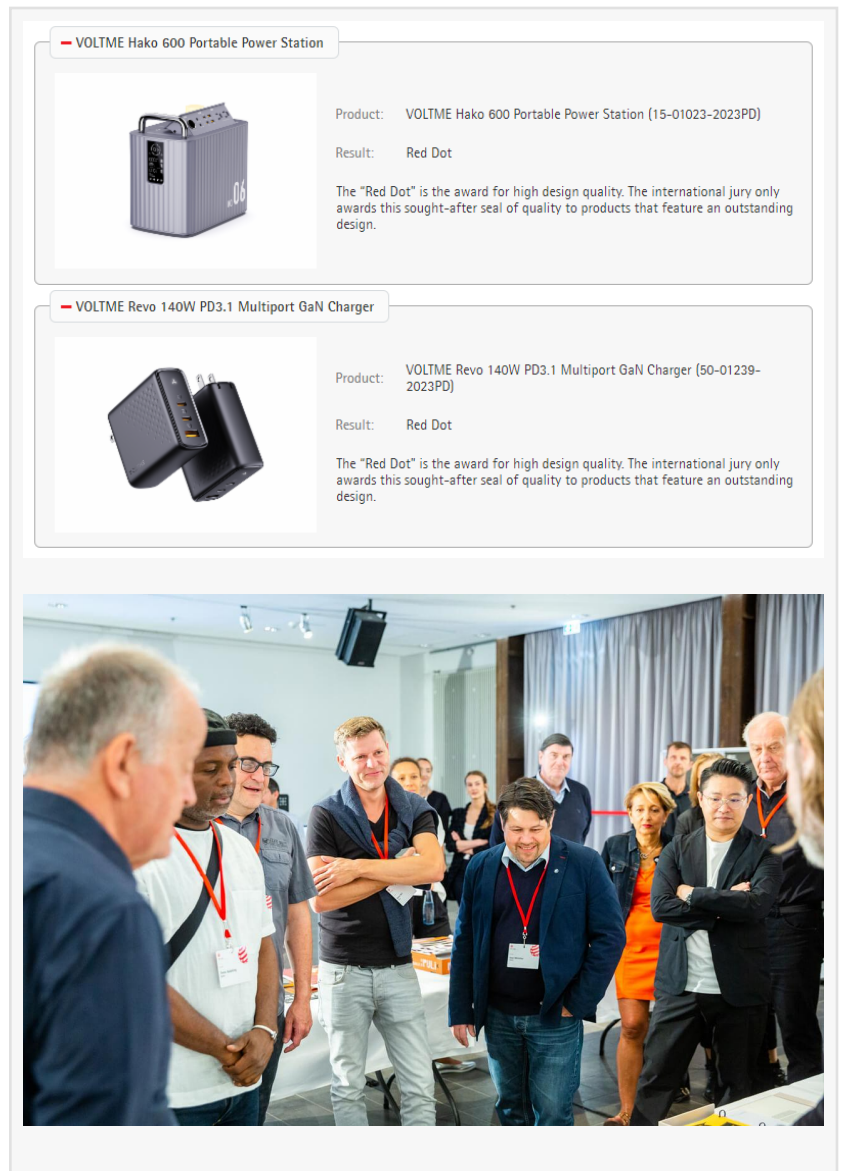 VOLTME Hako 600 Portable Power Station
Product: VOLTME Hako 600 Portable Power Station (15-01023-2023PD)
Result: Red Dot
The "Red Dot" is the award for high design quality. The international jury only
awards this sought-after seal of quality to products that feature an outstanding
design.
06
VOLTME Revo 140W PD3.1 Multiport GaN Charger
Product: VOLTME Revo 140W PD3.1 Multiport GaN Charger (50-01239-
2023PD)
Result: Red Dot
The "Red Dot" is the award for high design quality. The international jury only
awards this sought-after seal of quality to products that feature an outstanding
design.